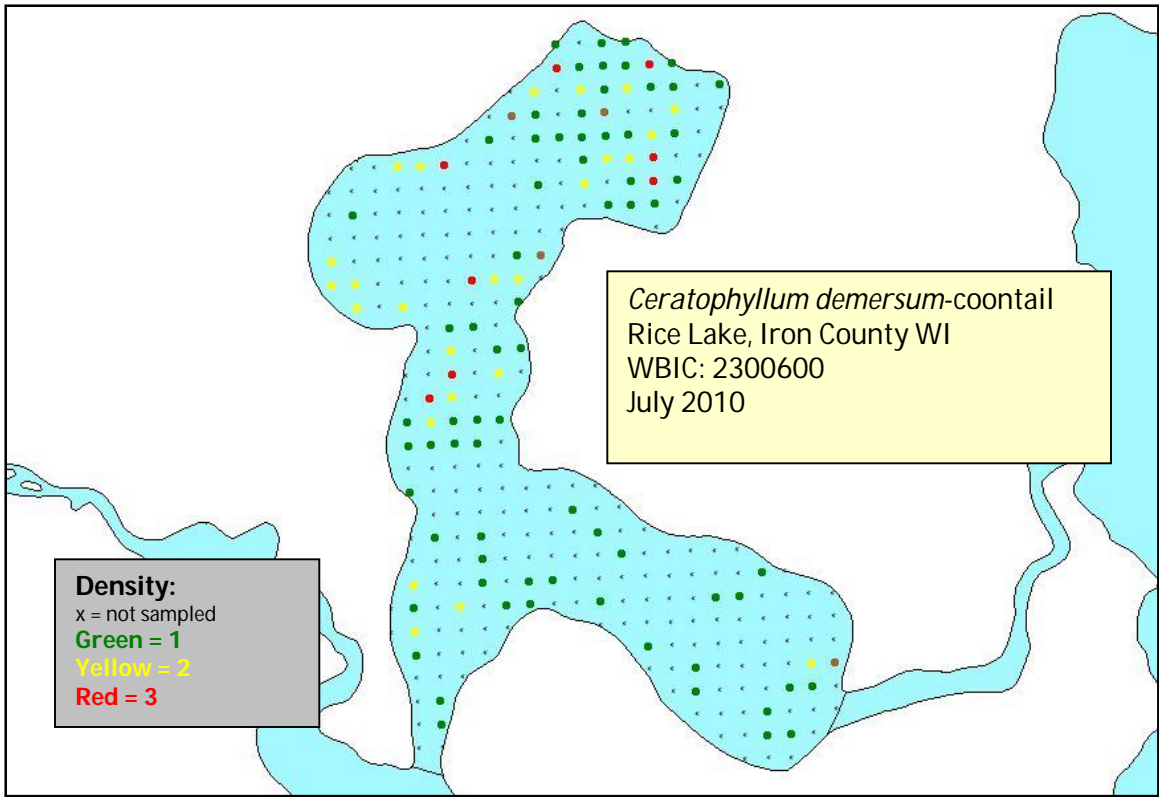 Ceratophyllum demersum-coontail
Rice Lake, Iron County WI
WBIC: 2300600
July 2010
Density:
x = not sampled
Green = 1
Yellow = 2
Red = 3